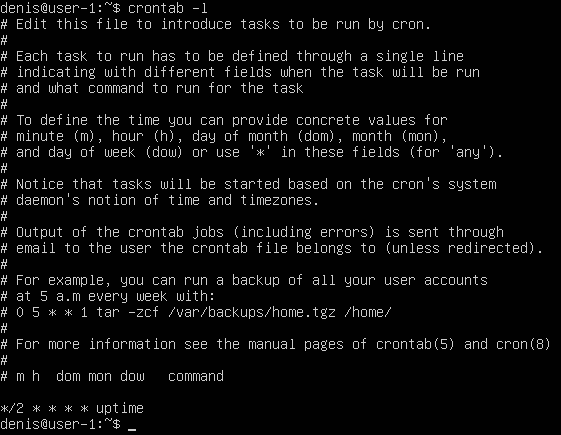 denis@user-1:~$ crontab -l
# Edit this file to introduce tasks to be run by cron.
#
# Each task to run has to be defined through a single line
# indicating with different fields when the task will be run
# and what command to run for the task
#
# To define the time you can provide concrete values for
# minute (m), hour (h), day of month (dom), month (mon),
# and day of week (dow) or use '*' in these fields (for 'any').
#
# Notice that tasks will be started based on the cron's system
# daemon's notion of time and timezones.
#
# Output of the crontab jobs (including errors) is sent through
# email to the user the crontab file belongs to (unless redirected).
#
# For example, you can run a backup of all your user accounts
# at 5 a.m every week with:
# 0 5 * * 1 tar -zcf /var/backups/home.tgz /home/
#
# For more information see the manual pages of crontab(5) and cron(8)
#
# m h  dom mon dow   command

*/2 * * * * uptime
denis@user-1:~$ _